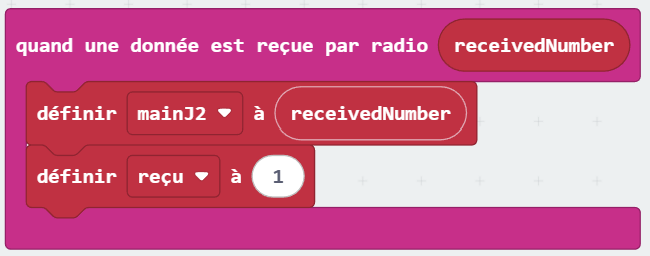 quand une donnée est reçue par radio receivedNumber
définir mainJ2 à receivedNumber
définir reçu à 1